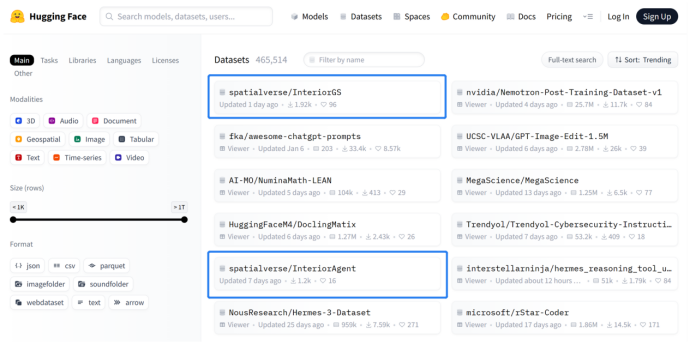 Hugging Face
Search models, datasets, users...
Models
Datasets
Spaces
Community
Docs
Pricing
Log In
Sign Up
Main Tasks Libraries Languages Licenses
Other
Modalities
3D Audio Document
Geospatial Image Tabular
Text Time-series Video
Size (rows)
< 1K > 1T
Format
json csv parquet
imagefolder soundfolder
webdataset text arrow
Datasets 465,514
Filter by name
Full-text search
Sort: Trending
spatialverse/InteriorGS
Updated 1 day ago • 1.92k • 96
nvidia/Nemotron-Post-Training-Dataset-v1
Viewer • Updated 4 days ago • 25.7M • 11.7k • 84
fka/awesome-chatgpt-prompts
Viewer • Updated Jan 6 • 203 • 33.4k • 8.57k
UCSC-VLAA/GPT-Image-Edit-1.5M
Viewer • Updated 6 days ago • 2.78M • 26k • 39
AI-MO/NuminaMath-LEAN
Viewer • Updated 5 days ago • 104k • 413 • 29
MegaScience/MegaScience
Viewer • Updated 13 days ago • 1.25M • 6.5k • 77
HuggingFaceM4/DoclingMatix
Viewer • Updated 6 days ago • 1.27M • 2.43k • 26
Trendyol/Trendyol-Cybersecurity-Instructi…
Viewer • Updated 7 days ago • 53.2k • 409 • 18
spatialverse/InteriorAgent
Updated 7 days ago • 1.2k • 16
interstellarninja/hermes_reasoning_tool_u…
Viewer • Updated about 12 hours … • 51k • 1.79k • 84
NousResearch/Hermes-3-Dataset
Viewer • Updated 25 days ago • 959k • 7.59k • 271
microsoft/rStar-Coder
Viewer • Updated 17 days ago • 1.86M • 14.5k • 171